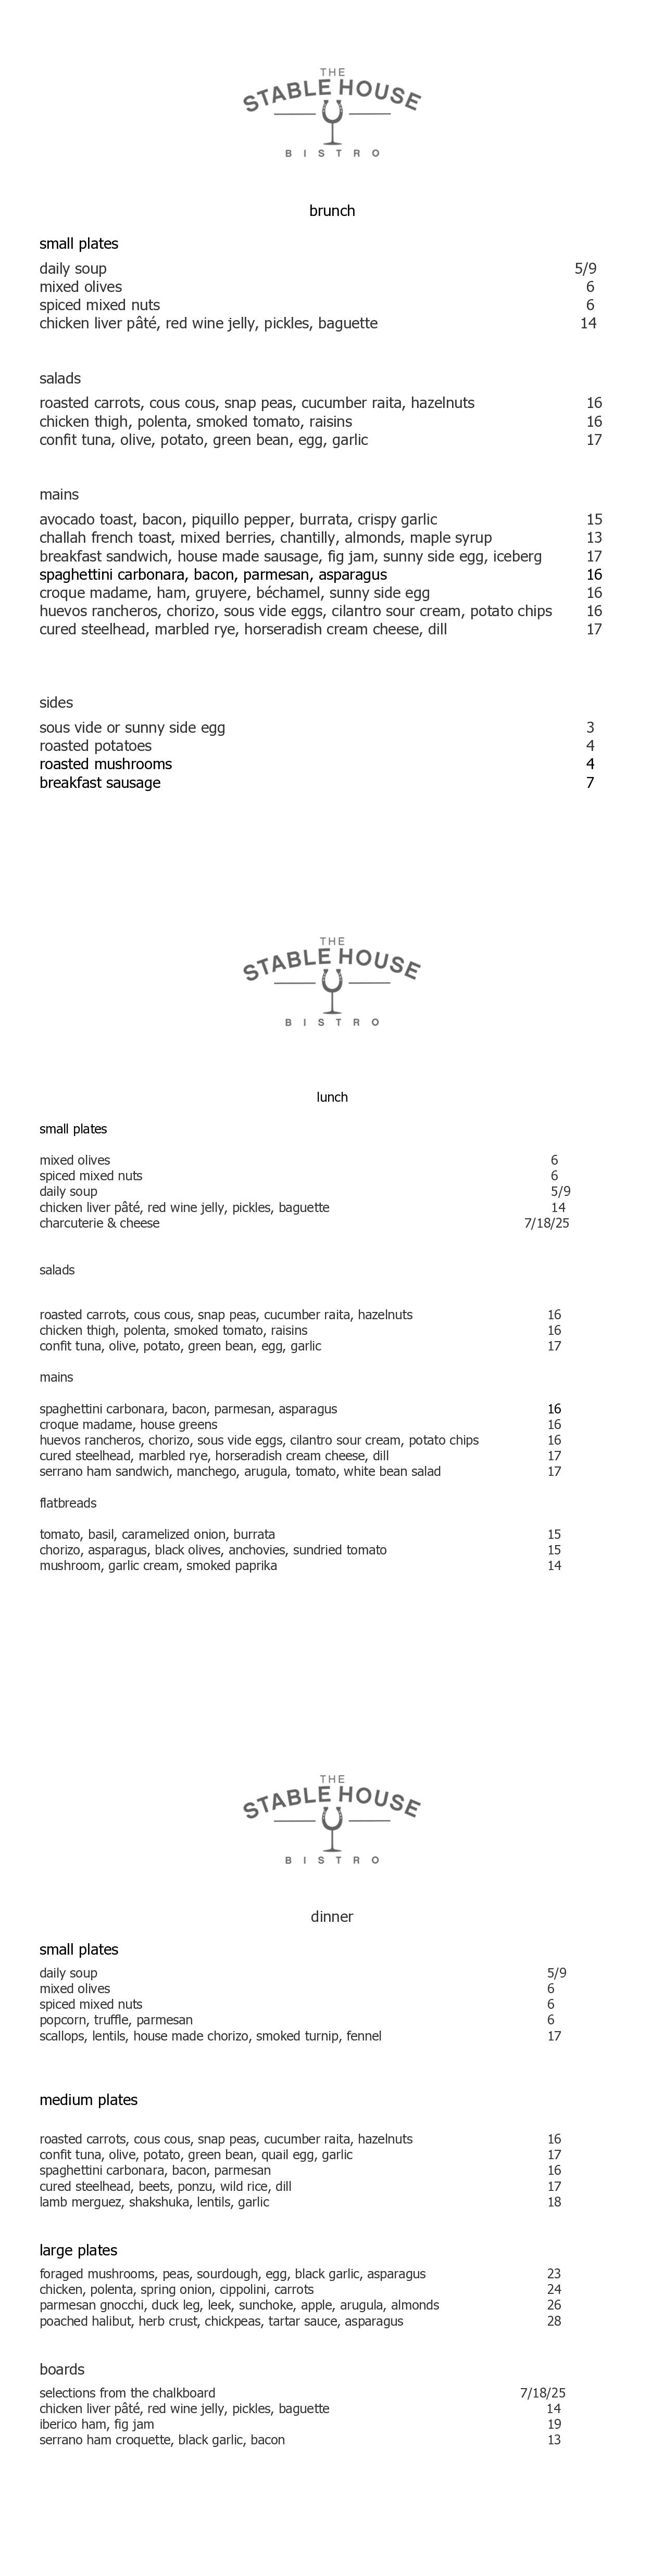 THE
STABLE HOUSE
BISTRO
brunch
small plates
daily soup 5/9
mixed olives 6
spiced mixed nuts 6
chicken liver pâté, red wine jelly, pickles, baguette 14
salads
roasted carrots, cous cous, snap peas, cucumber raita, hazelnuts 16
chicken thigh, polenta, smoked tomato, raisins 16
confit tuna, olive, potato, green bean, egg, garlic 17
mains
avocado toast, bacon, piquillo pepper, burrata, crispy garlic 15
challah french toast, mixed berries, chantilly, almonds, maple syrup 13
breakfast sandwich, house made sausage, fig jam, sunny side egg, iceberg 17
spaghettini carbonara, bacon, parmesan, asparagus 16
croque madame, ham, gruyere, béchamel, sunny side egg 16
huevos rancheros, chorizo, sous vide eggs, cilantro sour cream, potato chips 16
cured steelhead, marbled rye, horseradish cream cheese, dill 17
sides
sous vide or sunny side egg 3
roasted potatoes 4
roasted mushrooms 4
breakfast sausage 7
THE
STABLE HOUSE
BISTRO
lunch
small plates
mixed olives 6
spiced mixed nuts 6
daily soup 5/9
chicken liver pâté, red wine jelly, pickles, baguette 14
charcuterie & cheese 7/18/25
salads
roasted carrots, cous cous, snap peas, cucumber raita, hazelnuts 16
chicken thigh, polenta, smoked tomato, raisins 16
confit tuna, olive, potato, green bean, egg, garlic 17
mains
spaghettini carbonara, bacon, parmesan, asparagus 16
croque madame, house greens 16
huevos rancheros, chorizo, sous vide eggs, cilantro sour cream, potato chips 16
cured steelhead, marbled rye, horseradish cream cheese, dill 17
serrano ham sandwich, manchego, arugula, tomato, white bean salad 17
flatbreads
tomato, basil, caramelized onion, burrata 15
chorizo, asparagus, black olives, anchovies, sundried tomato 15
mushroom, garlic cream, smoked paprika 14
THE
STABLE HOUSE
BISTRO
dinner
small plates
daily soup 5/9
mixed olives 6
spiced mixed nuts 6
popcorn, truffle, parmesan 6
scallops, lentils, house made chorizo, smoked turnip, fennel 17
medium plates
roasted carrots, cous cous, snap peas, cucumber raita, hazelnuts 16
confit tuna, olive, potato, green bean, quail egg, garlic 17
spaghettini carbonara, bacon, parmesan 16
cured steelhead, beets, ponzu, wild rice, dill 17
lamb merguez, shakshuka, lentils, garlic 18
large plates
foraged mushrooms, peas, sourdough, egg, black garlic, asparagus 23
chicken, polenta, spring onion, cippolini, carrots 24
parmesan gnocchi, duck leg, leek, sunchoke, apple, arugula, almonds 26
poached halibut, herb crust, chickpeas, tartar sauce, asparagus 28
boards
selections from the chalkboard 7/18/25
chicken liver pâté, red wine jelly, pickles, baguette 14
iberico ham, fig jam 19
serrano ham croquette, black garlic, bacon 13